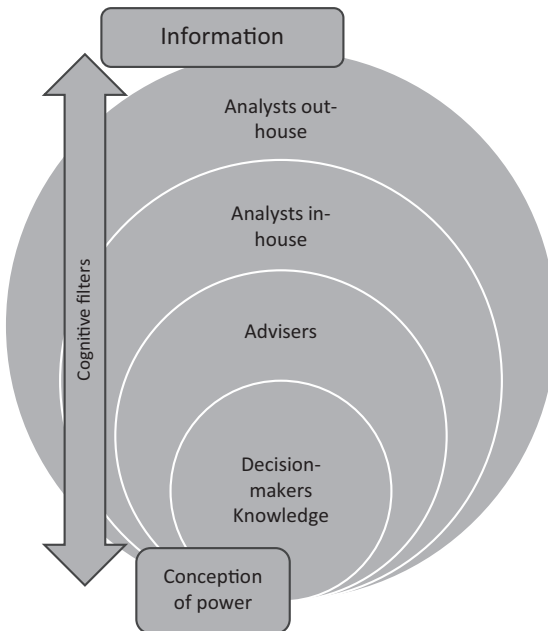 Information
Analysts out-
house
Analysts in-
house
Cognitive filters
Advisers
Decision-
makers
Knowledge
Conception
of power